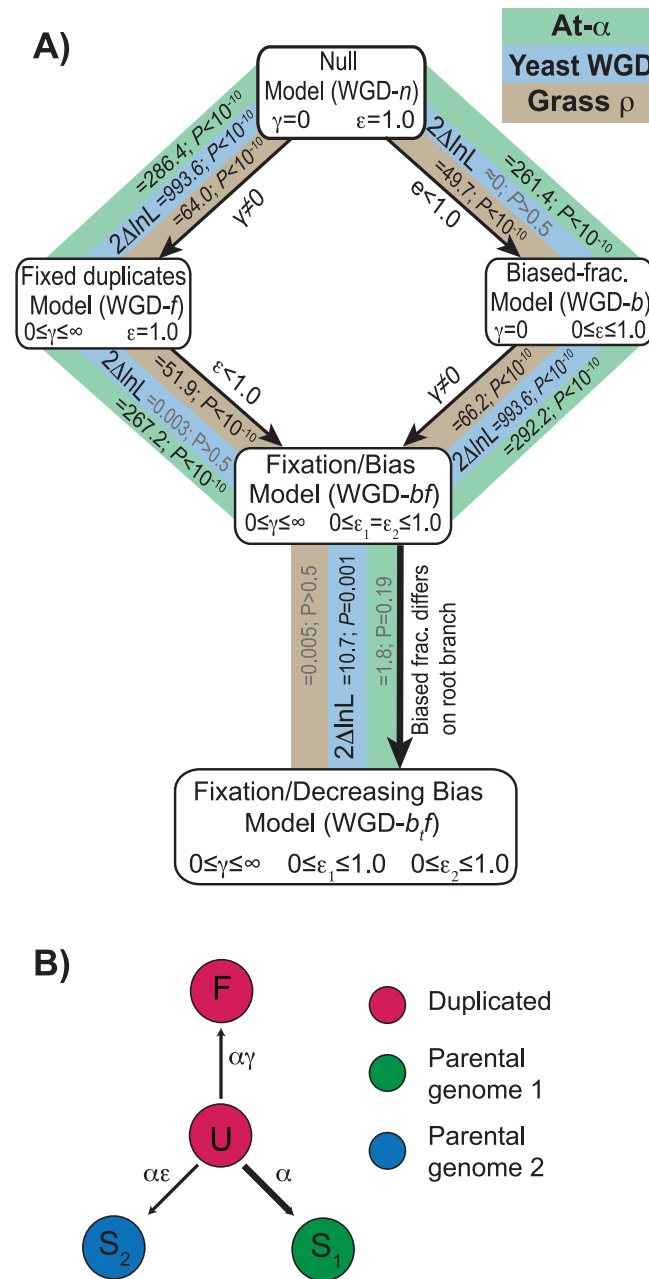 A)
At-α
Yeast WGD
Grass ρ
Null
Model (WGD-n)
γ=0 ε=1.0
=286.4; P<10⁻¹⁰
2ΔlnL =993.6; P<10⁻¹⁰
=64.0; P<10⁻¹⁰
γ≠0
=261.4; P<10⁻¹⁰
2ΔlnL ≈0; P>0.5
=49.7; P<10⁻¹⁰
e<1.0
Fixed duplicates
Model (WGD-f)
0≤γ≤∞ ε=1.0
Biased-frac.
Model (WGD-b)
γ=0 0≤ε≤1.0
ε<1.0
=51.9; P<10⁻¹⁰
2ΔlnL =0.003; P>0.5
=267.2; P<10⁻¹⁰
γ≠0
=66.2; P<10⁻¹⁰
2ΔlnL =993.6; P<10⁻¹⁰
=292.2; P<10⁻¹⁰
Fixation/Bias
Model (WGD-bf)
0≤γ≤∞ 0≤ε₁=ε₂≤1.0
=0.005; P>0.5
2ΔlnL =10.7; P=0.001
=1.8; P=0.19
Biased frac. differs
on root branch
Fixation/Decreasing Bias
Model (WGD-bₜf)
0≤γ≤∞ 0≤ε₁≤1.0 0≤ε₂≤1.0
B)
F
αγ
U
αε
α
S₂
S₁
Duplicated
Parental
genome 1
Parental
genome 2